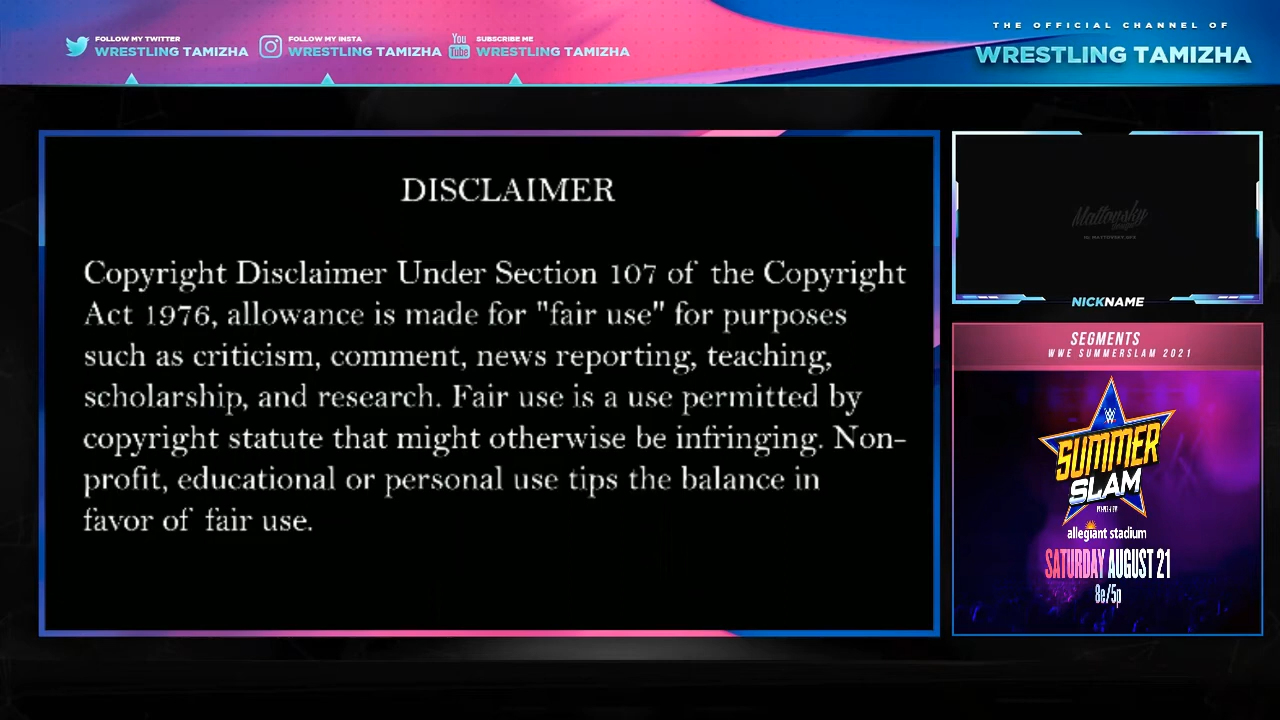 FOLLOW MY TWITTER
WRESTLING TAMIZHA
FOLLOW MY INSTA
WRESTLING TAMIZHA
You
Tube
SUBSCRIBE ME
WRESTLING TAMIZHA
THE OFFICIAL CHANNEL OF
WRESTLING TAMIZHA
DISCLAIMER
Copyright Disclaimer Under Section 107 of the Copyright
Act 1976, allowance is made for "fair use" for purposes
such as criticism, comment, news reporting, teaching,
scholarship, and research. Fair use is a use permitted by
copyright statute that might otherwise be infringing. Non-
profit, educational or personal use tips the balance in
favor of fair use.
Mattovsky
NICKNAME
SEGMENTS
WWE SUMMERSLAM 2021
W
SUMMER
SLAM
allegiant stadium
SATURDAY AUGUST 21
8e/5p